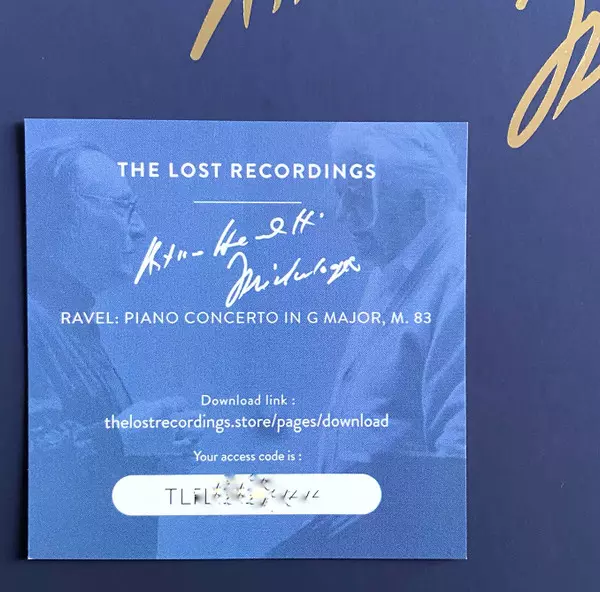 THE LOST RECORDINGS
RAVEL: PIANO CONCERTO IN G MAJOR, M. 83
Download link :
thelostrecordings.store/pages/download
Your access code is :